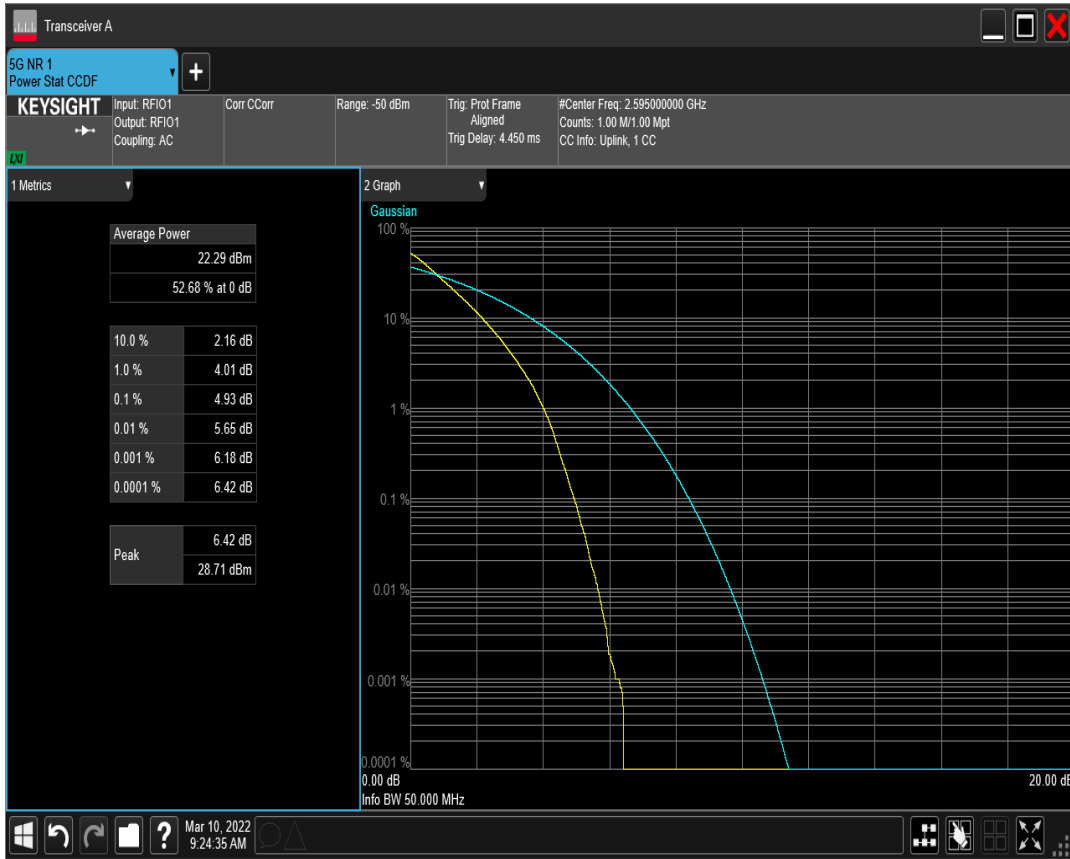 Transceiver A
5G NR 1
Power Stat CCDF
+
KEYSIGHT
LXI
Input: RFIO1
Output: RFIO1
Coupling: AC
Corr CCorr
Range: -50 dBm
Trig: Prot Frame
Aligned
Trig Delay: 4.450 ms
#Center Freq: 2.595000000 GHz
Counts: 1.00 M/1.00 Mpt
CC Info: Uplink, 1 CC
1 Metrics
Average Power
22.29 dBm
52.68 % at 0 dB
10.0 % 2.16 dB
1.0 % 4.01 dB
0.1 % 4.93 dB
0.01 % 5.65 dB
0.001 % 6.18 dB
0.0001 % 6.42 dB
Peak
6.42 dB
28.71 dBm
2 Graph
Gaussian
100 %
10 %
1 %
0.1 %
0.01 %
0.001 %
0.0001 %
0.00 dB
20.00 dB
Info BW 50.000 MHz
?
Mar 10, 2022
9:24:35 AM